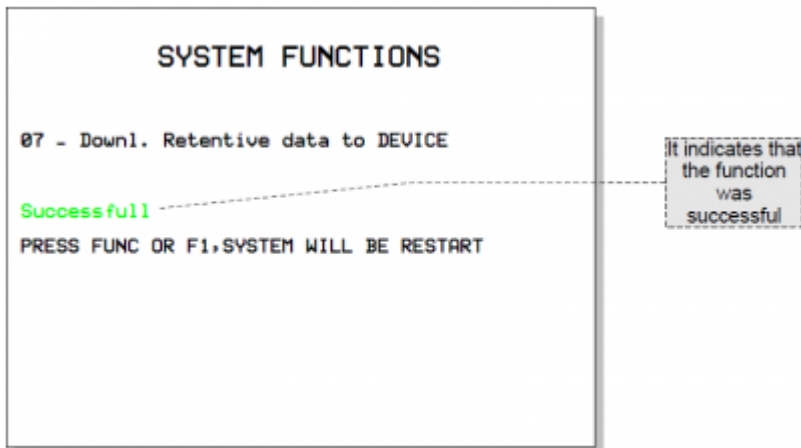 SYSTEM FUNCTIONS
07 - Downl. Retentive data to DEVICE
Successfull
PRESS FUNC OR F1,SYSTEM WILL BE RESTART
It indicates that
the function
was
successful